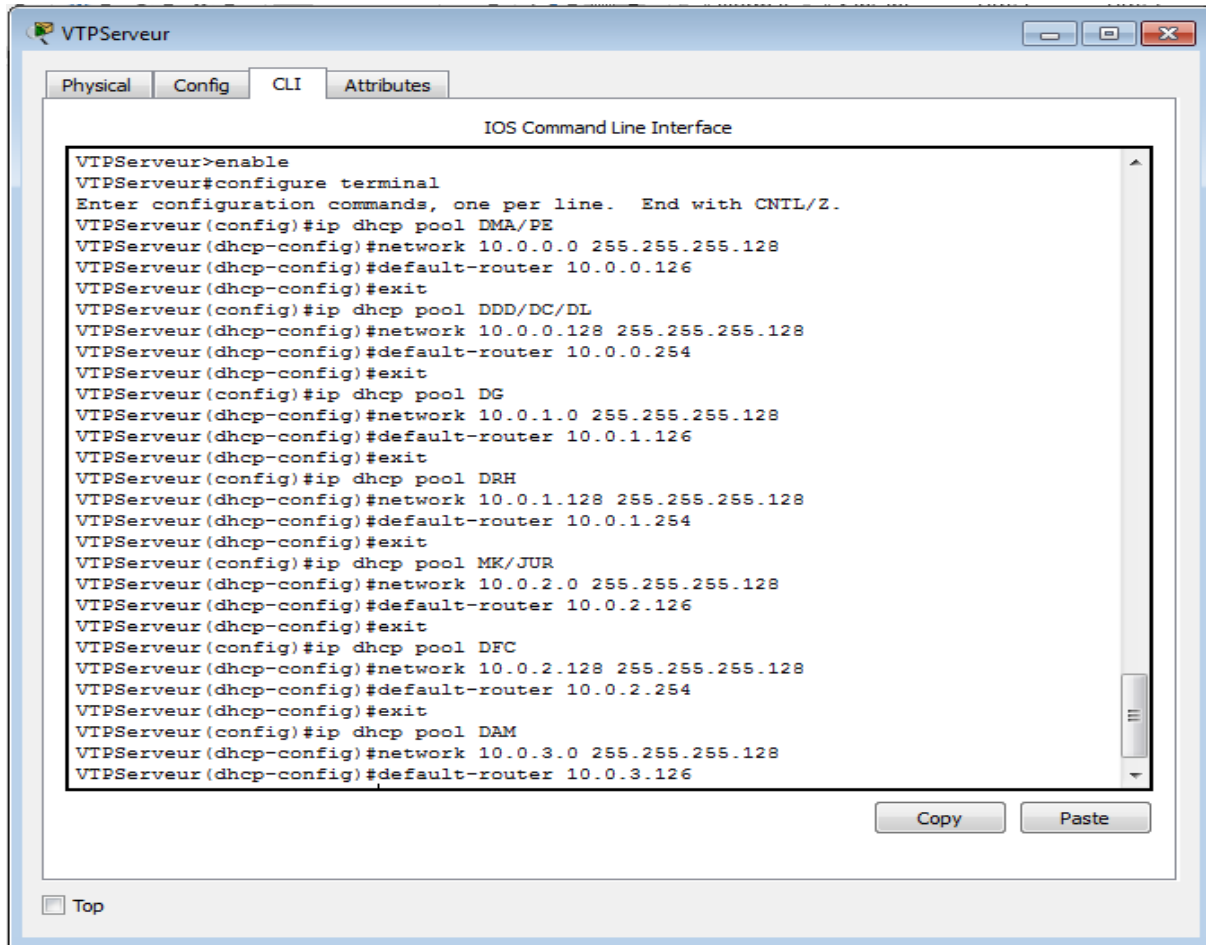 VTPServeur
Physical Config CLI Attributes
IOS Command Line Interface
VTPServeur>enable
VTPServeur#configure terminal
Enter configuration commands, one per line.  End with CNTL/Z.
VTPServeur(config)#ip dhcp pool DMA/PE
VTPServeur(dhcp-config)#network 10.0.0.0 255.255.255.128
VTPServeur(dhcp-config)#default-router 10.0.0.126
VTPServeur(dhcp-config)#exit
VTPServeur(config)#ip dhcp pool DDD/DC/DL
VTPServeur(dhcp-config)#network 10.0.0.128 255.255.255.128
VTPServeur(dhcp-config)#default-router 10.0.0.254
VTPServeur(dhcp-config)#exit
VTPServeur(config)#ip dhcp pool DG
VTPServeur(dhcp-config)#network 10.0.1.0 255.255.255.128
VTPServeur(dhcp-config)#default-router 10.0.1.126
VTPServeur(dhcp-config)#exit
VTPServeur(config)#ip dhcp pool DRH
VTPServeur(dhcp-config)#network 10.0.1.128 255.255.255.128
VTPServeur(dhcp-config)#default-router 10.0.1.254
VTPServeur(dhcp-config)#exit
VTPServeur(config)#ip dhcp pool MK/JUR
VTPServeur(dhcp-config)#network 10.0.2.0 255.255.255.128
VTPServeur(dhcp-config)#default-router 10.0.2.126
VTPServeur(dhcp-config)#exit
VTPServeur(config)#ip dhcp pool DFC
VTPServeur(dhcp-config)#network 10.0.2.128 255.255.255.128
VTPServeur(dhcp-config)#default-router 10.0.2.254
VTPServeur(dhcp-config)#exit
VTPServeur(config)#ip dhcp pool DAM
VTPServeur(dhcp-config)#network 10.0.3.0 255.255.255.128
VTPServeur(dhcp-config)#default-router 10.0.3.126
Copy Paste
Top